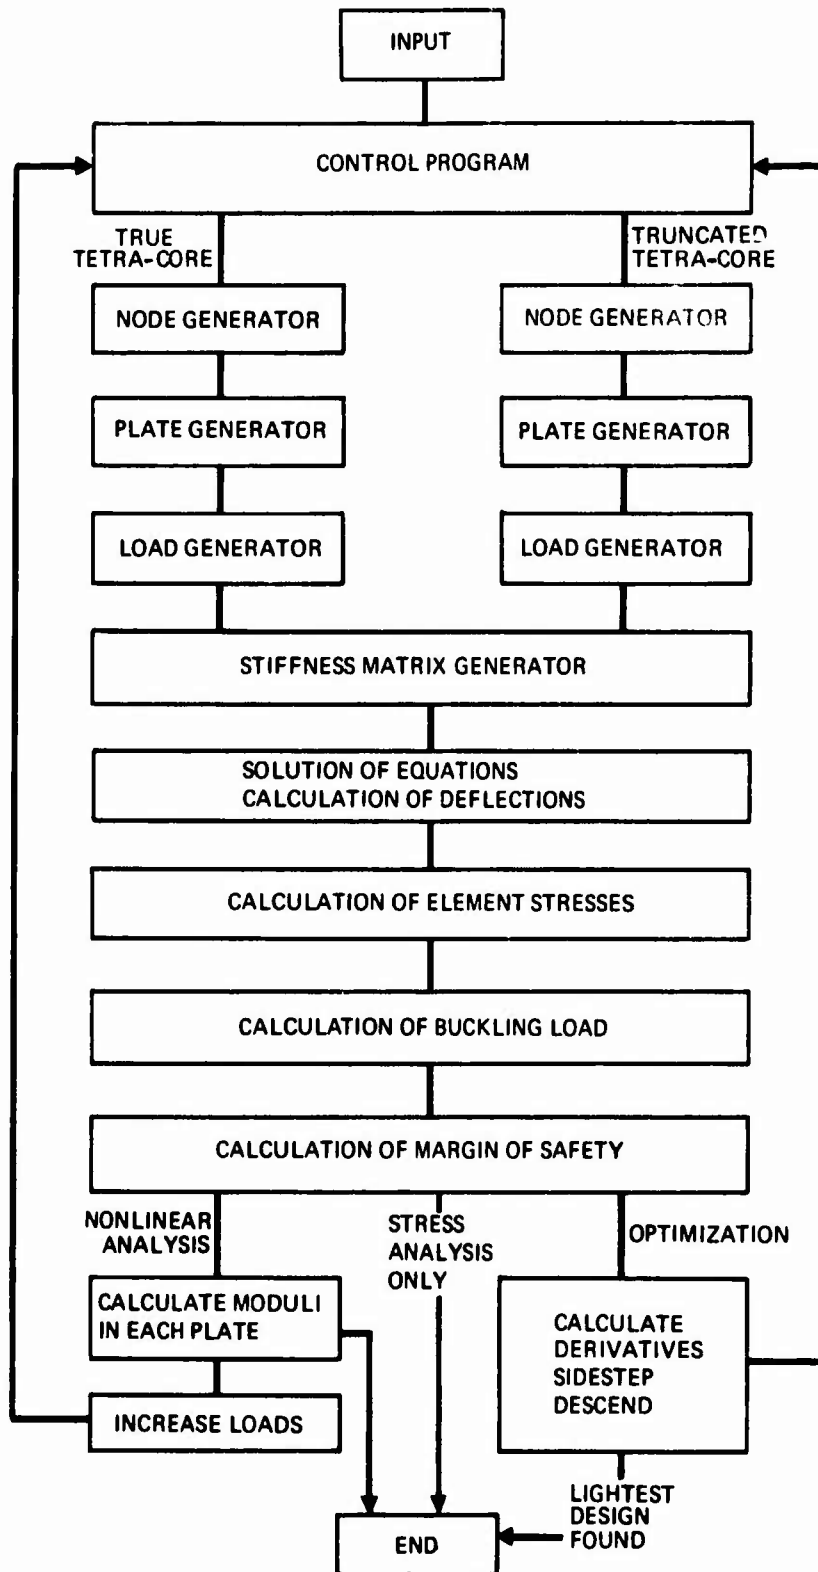 INPUT
CONTROL PROGRAM
TRUE
TETRA-CORE
TRUNCATED
TETRA-CORE
NODE GENERATOR
NODE GENERATOR
PLATE GENERATOR
PLATE GENERATOR
LOAD GENERATOR
LOAD GENERATOR
STIFFNESS MATRIX GENERATOR
SOLUTION OF EQUATIONS
CALCULATION OF DEFLECTIONS
CALCULATION OF ELEMENT STRESSES
CALCULATION OF BUCKLING LOAD
CALCULATION OF MARGIN OF SAFETY
NONLINEAR
ANALYSIS
STRESS
ANALYSIS
ONLY
OPTIMIZATION
CALCULATE MODULI
IN EACH PLATE
CALCULATE
DERIVATIVES
SIDESTEP
DESCEND
INCREASE LOADS
LIGHTEST
DESIGN
FOUND
END